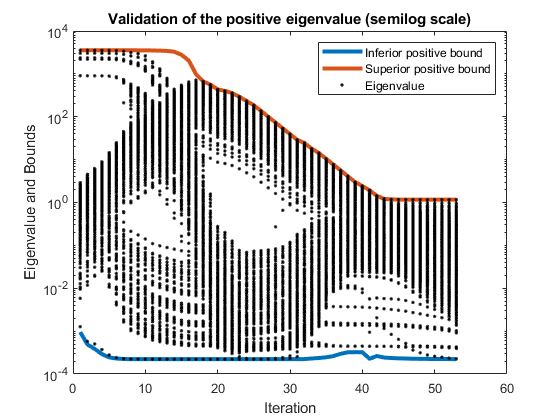 Validation of the positive eigenvalue (semilog scale)
10^4
Inferior positive bound
Superior positive bound
Eigenvalue
10^2
10^0
10^-2
10^-4
Eigenvalue and Bounds
0 10 20 30 40 50 60
Iteration